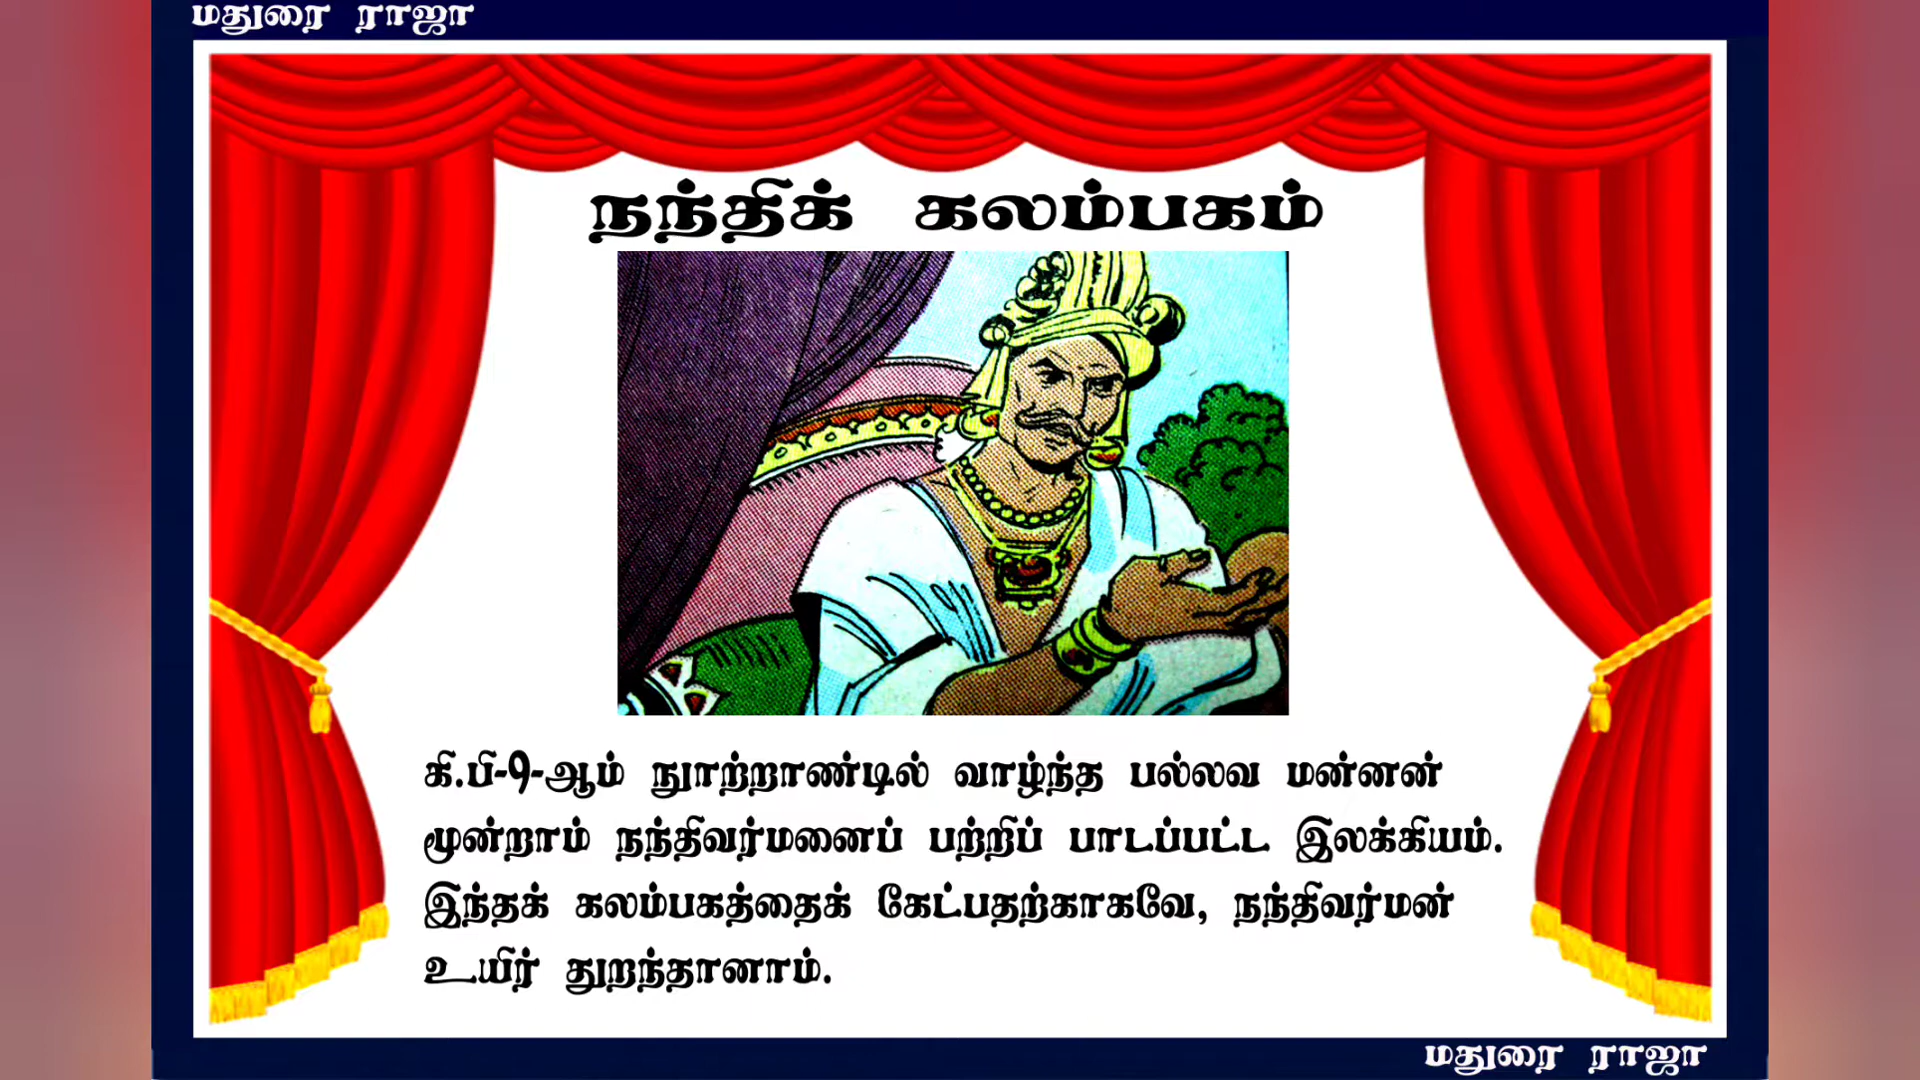 மதுரை ராஜா
நந்திக் கலம்பகம்
கி.பி-9-ஆம் நூற்றாண்டில் வாழ்ந்த பல்லவ மன்னன்
மூன்றாம் நந்திவர்மனைப் பற்றிப் பாடப்பட்ட இலக்கியம்.
இந்தக் கலம்பகத்தைக் கேட்பதற்காகவே, நந்திவர்மன்
உயிர் துறந்தானாம்.
மதுரை ராஜா